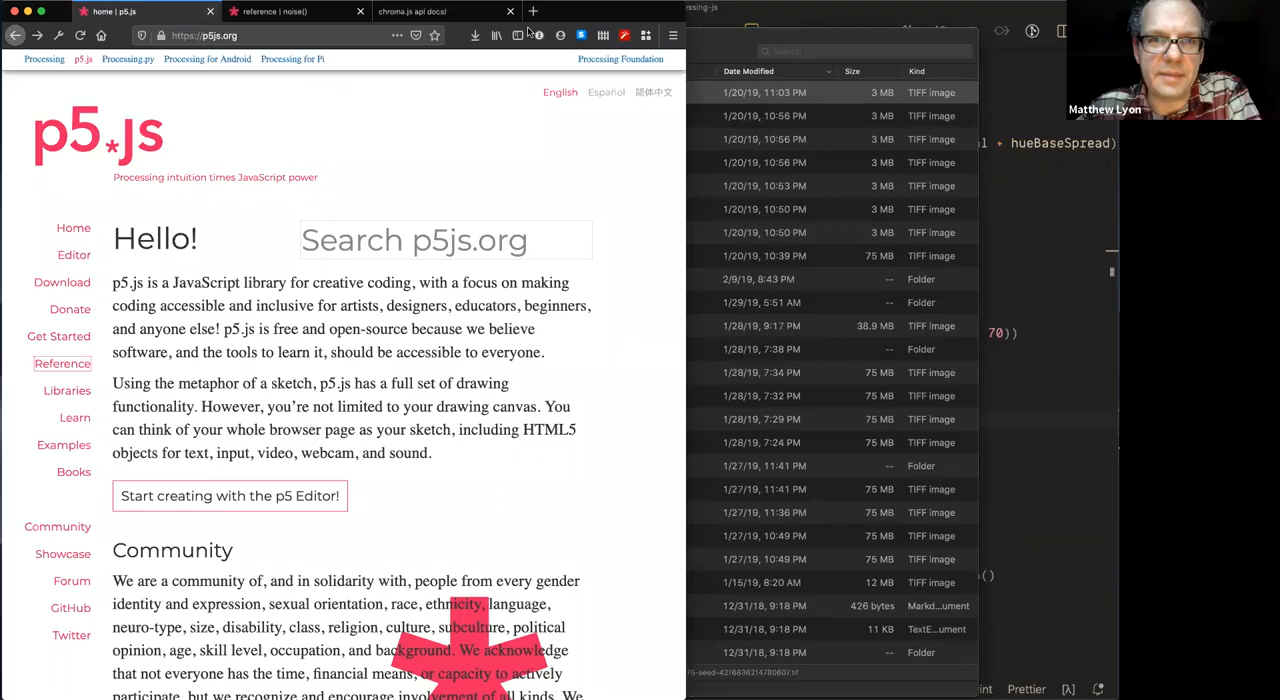 home | p5.js
reference | noise()
chroma.js api docs!
https://p5js.org
Processing p5.js Processing.py Processing for Android Processing for Pi Processing Foundation
English Español 简体中文
p5*js
Processing intuition times JavaScript power
Home
Editor
Download
Donate
Get Started
Reference
Libraries
Learn
Examples
Books
Community
Showcase
Forum
GitHub
Twitter
Hello!
Search p5js.org
p5.js is a JavaScript library for creative coding, with a focus on making
coding accessible and inclusive for artists, designers, educators, beginners,
and anyone else! p5.js is free and open-source because we believe
software, and the tools to learn it, should be accessible to everyone.
Using the metaphor of a sketch, p5.js has a full set of drawing
functionality. However, you're not limited to your drawing canvas. You
can think of your whole browser page as your sketch, including HTML5
objects for text, input, video, webcam, and sound.
Start creating with the p5 Editor!
Community
We are a community of, and in solidarity with, people from every gender
identity and expression, sexual orientation, race, ethnicity, language,
neuro-type, size, disability, class, religion, culture, subculture, political
opinion, age, skill level, occupation, and background. We acknowledge
that not everyone has the time, financial means, or capacity to actively
participate, but we recognize and encourage involvement of all kinds. We
essing-js
Search
Date Modified Size Kind
1/20/19, 11:03 PM 3 MB TIFF image
1/20/19, 10:56 PM 3 MB TIFF image
1/20/19, 10:56 PM 3 MB TIFF image
1/20/19, 10:56 PM 3 MB TIFF image
1/20/19, 10:53 PM 3 MB TIFF image
1/20/19, 10:50 PM 3 MB TIFF image
1/20/19, 10:50 PM 3 MB TIFF image
1/20/19, 10:39 PM 75 MB TIFF image
2/9/19, 8:43 PM -- Folder
1/29/19, 5:51 AM -- Folder
1/28/19, 9:17 PM 38.9 MB TIFF image
1/28/19, 7:38 PM -- Folder
1/28/19, 7:34 PM 75 MB TIFF image
1/28/19, 7:32 PM 75 MB TIFF image
1/28/19, 7:29 PM 75 MB TIFF image
1/28/19, 7:24 PM 75 MB TIFF image
1/27/19, 11:41 PM -- Folder
1/27/19, 11:41 PM 75 MB TIFF image
1/27/19, 11:36 PM 75 MB TIFF image
1/27/19, 10:49 PM 75 MB TIFF image
1/27/19, 10:49 PM 75 MB TIFF image
1/15/19, 8:20 AM 12 MB TIFF image
12/31/18, 9:18 PM 426 bytes Markd...ument
12/31/18, 9:18 PM 11 KB TextE...ument
12/31/18, 9:18 PM -- Folder
75-seed-4216836214780607.tif
l + hueBaseSpread)
70))
()
int Prettier [λ]
Matthew Lyon